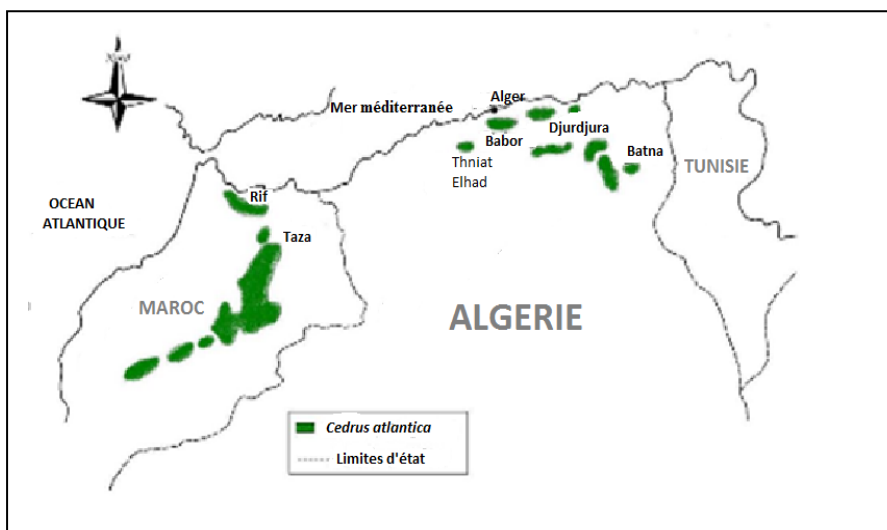 Nord
Alger
Mer méditerranée
Djurdjura
Babor
Batna
Thniat
Elhad
TUNISIE
OCEAN
ATLANTIQUE
Rif
Taza
MAROC
ALGERIE
Cedrus atlantica
Limites d'état